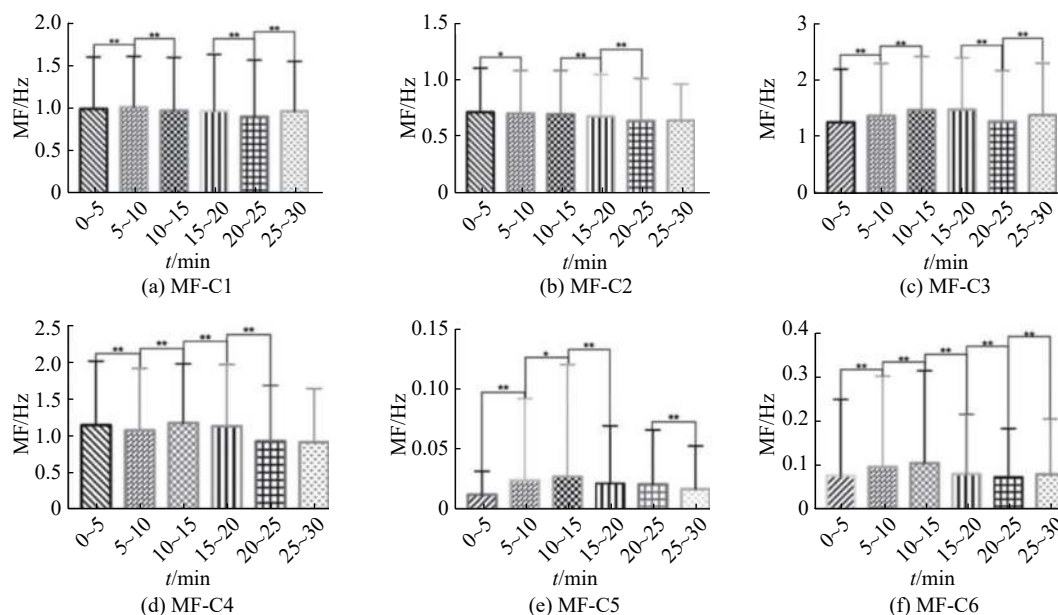 2.0
1.5
1.0
0.5
0
MF/Hz
** ** ** **
0~5 5~10 10~15 15~20 20~25 25~30
t/min
(a) MF-C1
1.5
1.0
0.5
0
MF/Hz
* ** **
0~5 5~10 10~15 15~20 20~25 25~30
t/min
(b) MF-C2
3
2
1
0
MF/Hz
** ** ** **
0~5 5~10 10~15 15~20 20~25 25~30
t/min
(c) MF-C3
2.5
2.0
1.5
1.0
0.5
0
MF/Hz
** ** ** **
0~5 5~10 10~15 15~20 20~25 25~30
t/min
(d) MF-C4
0.15
0.10
0.05
0
MF/Hz
** * ** **
0~5 5~10 10~15 15~20 20~25 25~30
t/min
(e) MF-C5
0.4
0.3
0.2
0.1
0
MF/Hz
** ** ** ** **
0~5 5~10 10~15 15~20 20~25 25~30
t/min
(f) MF-C6